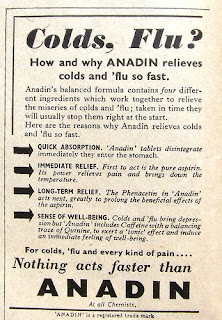 Colds, Flu?
How and why ANADIN relieves
colds and 'flu so fast.
Anadin's balanced formula contains four differ-
ent ingredients which work together to relieve
the miseries of colds and 'flu; taken in time they
will usually stop them right at the start.
Here are the reasons why Anadin relieves colds
and 'flu so fast.
QUICK ABSORPTION. 'Anadin' tablets disintegrate
immediately they enter the stomach.
IMMEDIATE RELIEF. First to act is the pure aspirin.
Its power relieves pain and brings down the
temperature.
LONG-TERM RELIEF. The Phenacetin in 'Anadin'
acts next, greatly to prolong the beneficial effects of
the aspirin.
SENSE OF WELL-BEING. Colds and 'flu bring depres-
sion but 'Anadin' includes Caffeine with a balancing
trace of Quinine, to exert a 'tonic' effect and induce
an immediate feeling of well-being.
For colds, 'flu and every kind of pain....
Nothing acts faster than
ANADIN
At all Chemists,
"ANADIN" is a registered trade mark